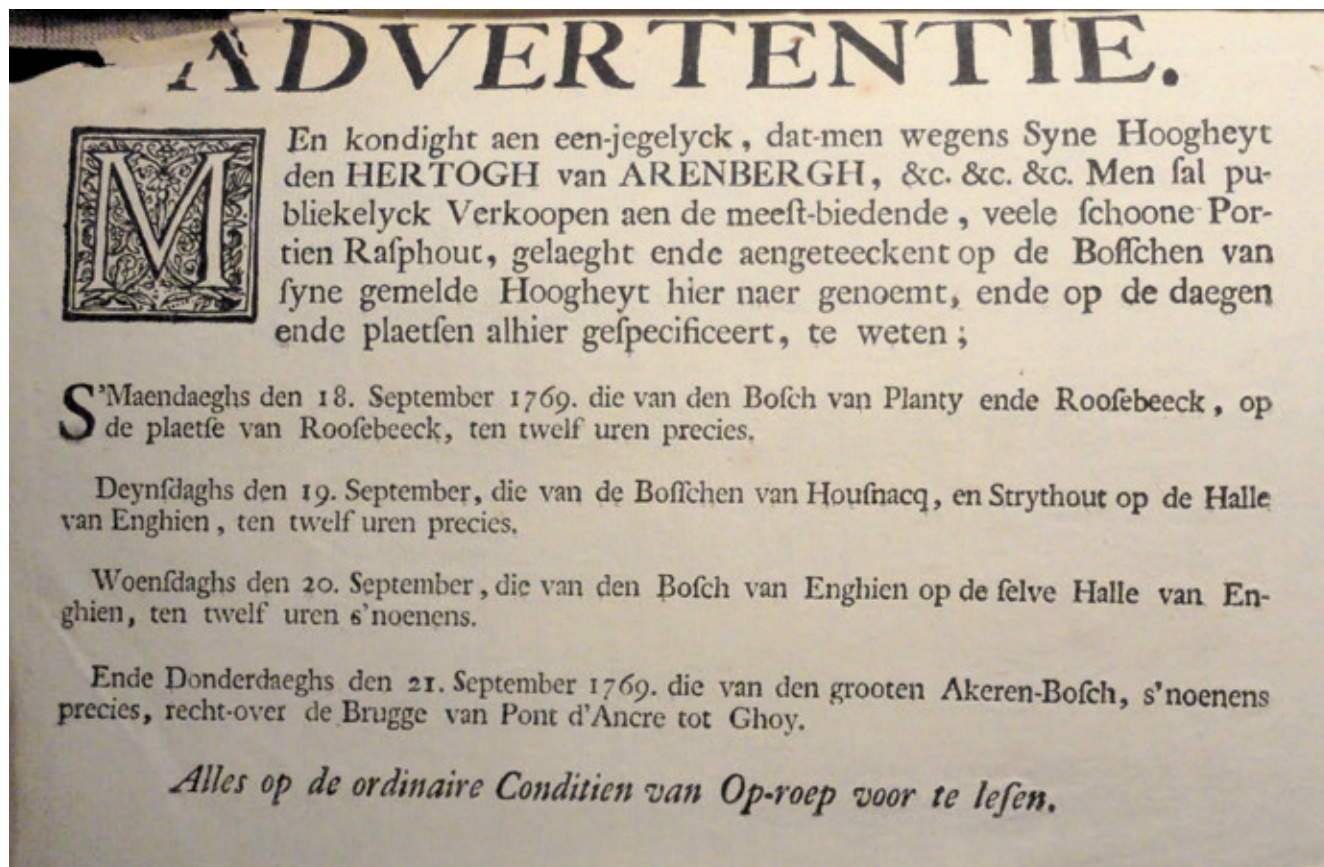 ADVERTENTIE.
MEn kondight aen een-jegelyck, dat-men wegens Syne Hoogheyt
den HERTOGH van ARENBERGH, &c. &c. &c. Men ſal pu-
bliekelyck Verkoopen aen de meeſt-biedende, veele ſchoone Por-
tien Raſphout, gelaeght ende aengeteeckent op de Boſſchen van
ſyne gemelde Hoogheyt hier naer genoemt, ende op de daegen
ende plaetſen alhier geſpecificeert, te weten;
S'Maendaeghs den 18. September 1769. die van den Boſch van Planty ende Rooſebeeck, op
de plaetſe van Rooſebeeck, ten twelf uren precies.
Deynſdaghs den 19. September, die van de Boſſchen van Houſnacq, en Strythout op de Halle
van Enghien, ten twelf uren precies.
Woenſdaghs den 20. September, die van den Boſch van Enghien op de ſelve Halle van En-
ghien, ten twelf uren s'noenens.
Ende Donderdaeghs den 21. September 1769. die van den grooten Akeren-Boſch, s'noenens
precies, recht-over de Brugge van Pont d'Ancre tot Ghoy.
Alles op de ordinaire Conditien van Op-roep voor te leſen.